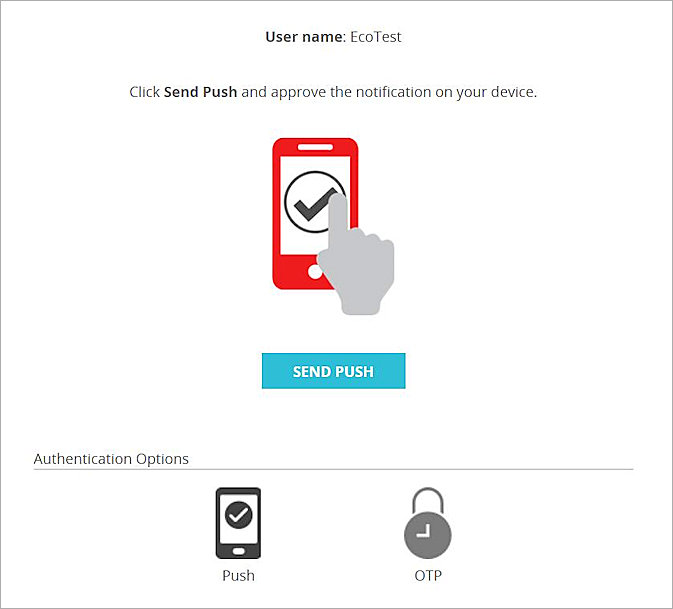 User name: EcoTest
Click Send Push and approve the notification on your device.
SEND PUSH
Authentication Options
Push
OTP